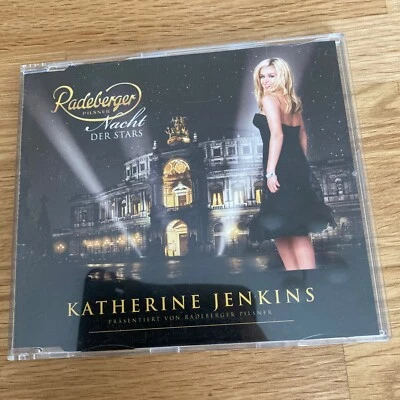 Radeberger
PILSNER
Nacht
DER STARS
KATHERINE JENKINS
PRÄSENTIERT VON RADEBERGER PILSNER